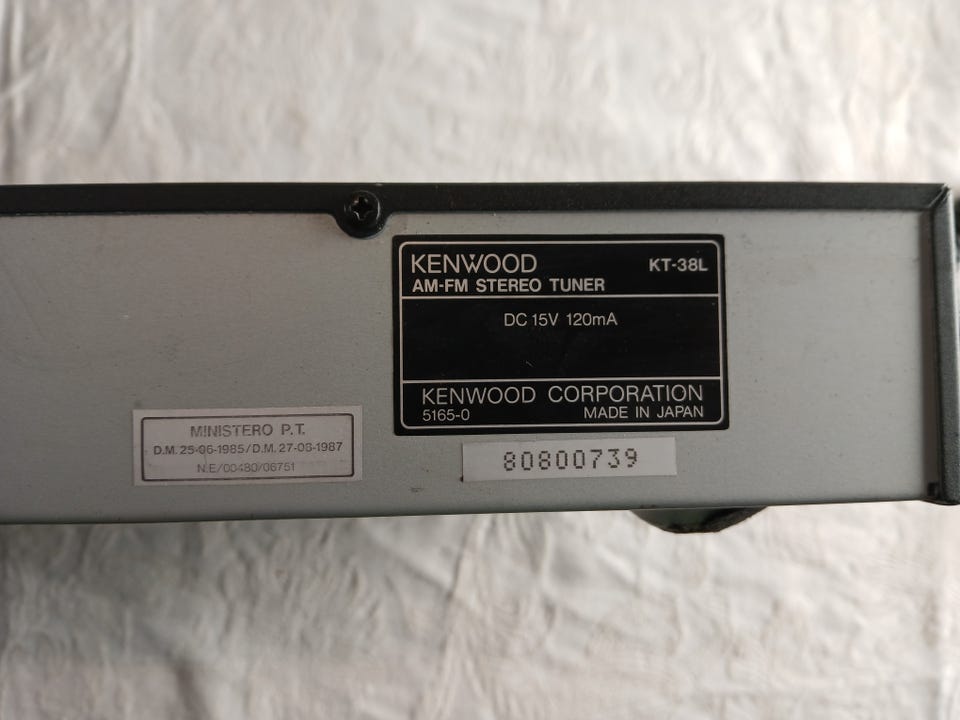 KENWOOD KT-38L
AM-FM STEREO TUNER
DC 15V 120mA
KENWOOD CORPORATION
5165-0 MADE IN JAPAN
MINISTERO P.T.
D.M. 25-06-1985/D.M. 27-08-1987
N.E/00480/06751
80800739